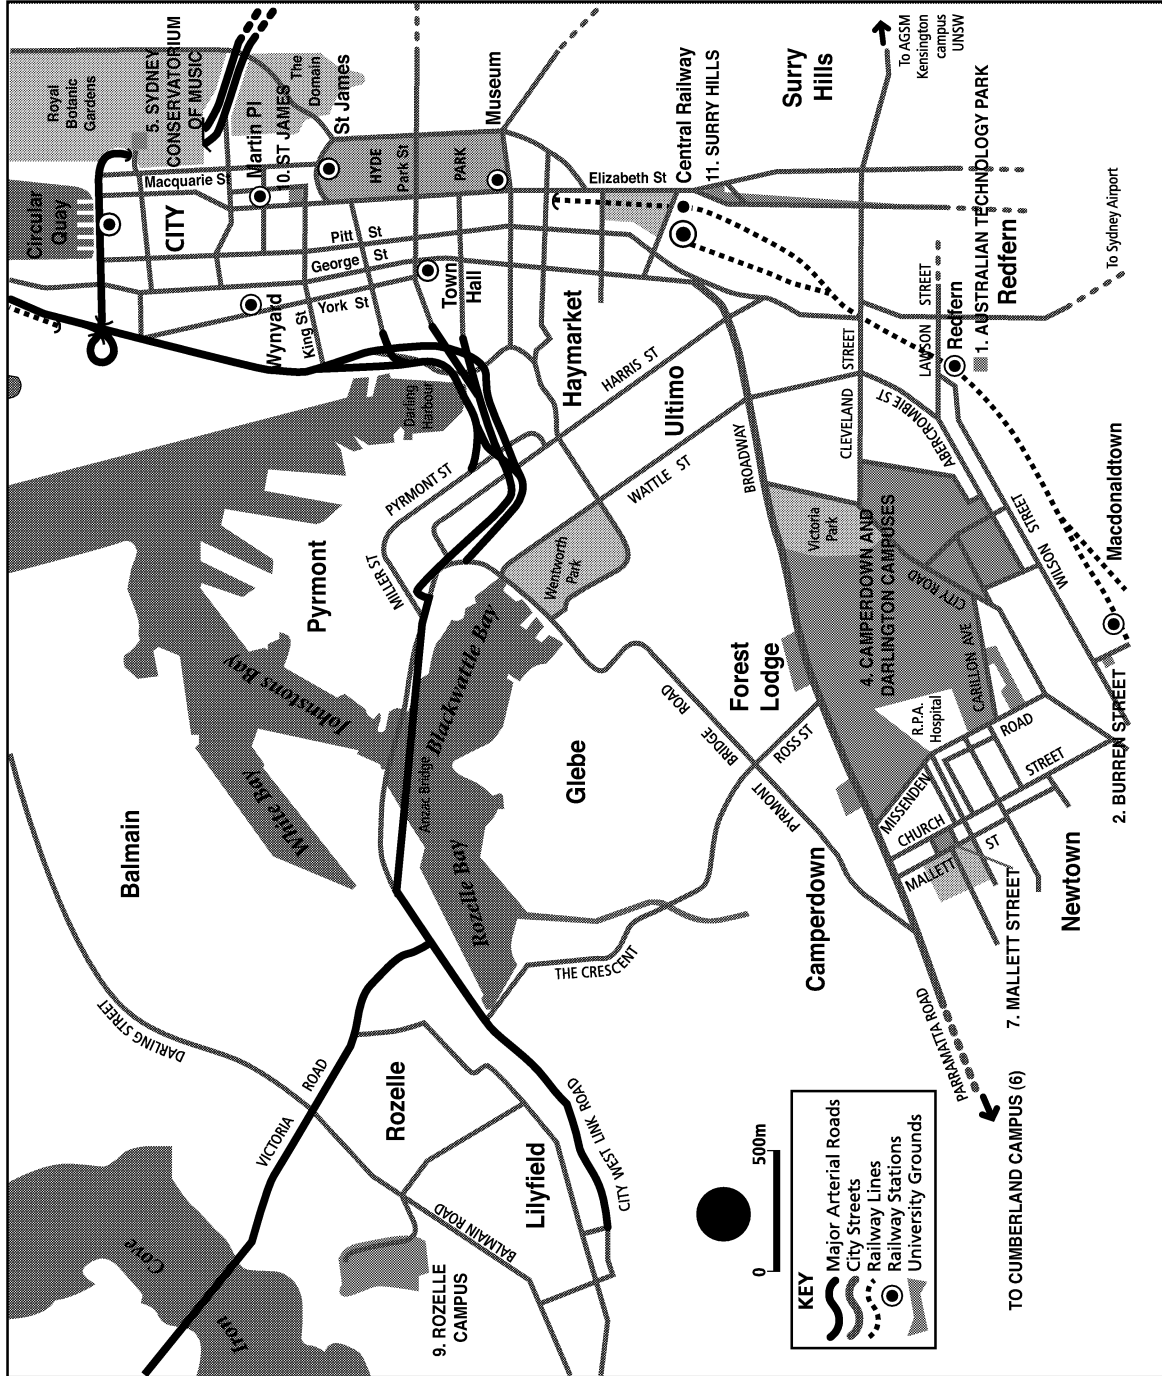 Iron
Cove
9. ROZELLE
CAMPUS
VICTORIA
ROAD
DARLING STREET
BALMAIN ROAD
Rozelle
Lilyfield
CITY WEST LINK ROAD
Balmain
White Bay
Johnstons Bay
Rozelle Bay
Anzac Bridge
Blackwattle Bay
THE CRESCENT
Glebe
Pyrmont
MILLER ST
PYRMONT ST
Darling
Harbour
Wentworth
Park
WATTLE ST
HARRIS ST
Ultimo
Haymarket
BROADWAY
Forest
Lodge
ROSS ST
PYRMONT
BRIDGE
ROAD
Camperdown
PARRAMATTA ROAD
TO CUMBERLAND CAMPUS (6)
7. MALLETT STREET
MALLETT
ST
CHURCH
STREET
MISSENDEN
ROAD
Newtown
2. BURREN STREET
R.P.A.
Hospital
CARILLON AVE
4. CAMPERDOWN AND
DARLINGTON CAMPUSES
CITY ROAD
Victoria
Park
WILSON STREET
Macdonaldtown
ABERCROMBIE ST
CLEVELAND STREET
LAWSON STREET
Redfern
1. AUSTRALIAN TECHNOLOGY PARK
Redfern
To Sydney Airport
To AGSM
Kensington
campus
UNSW
Surry
Hills
Central Railway
11. SURRY HILLS
Elizabeth St
Museum
St James
HYDE
Park St
PARK
The
Domain
10. ST JAMES
Martin Pl
5. SYDNEY
CONSERVATORIUM
OF MUSIC
Royal
Botanic
Gardens
Macquarie St
Circular
Quay
CITY
Pitt St
George St
York St
King St
Wynyard
Town
Hall
0 500m
KEY
Major Arterial Roads
City Streets
Railway Lines
Railway Stations
University Grounds